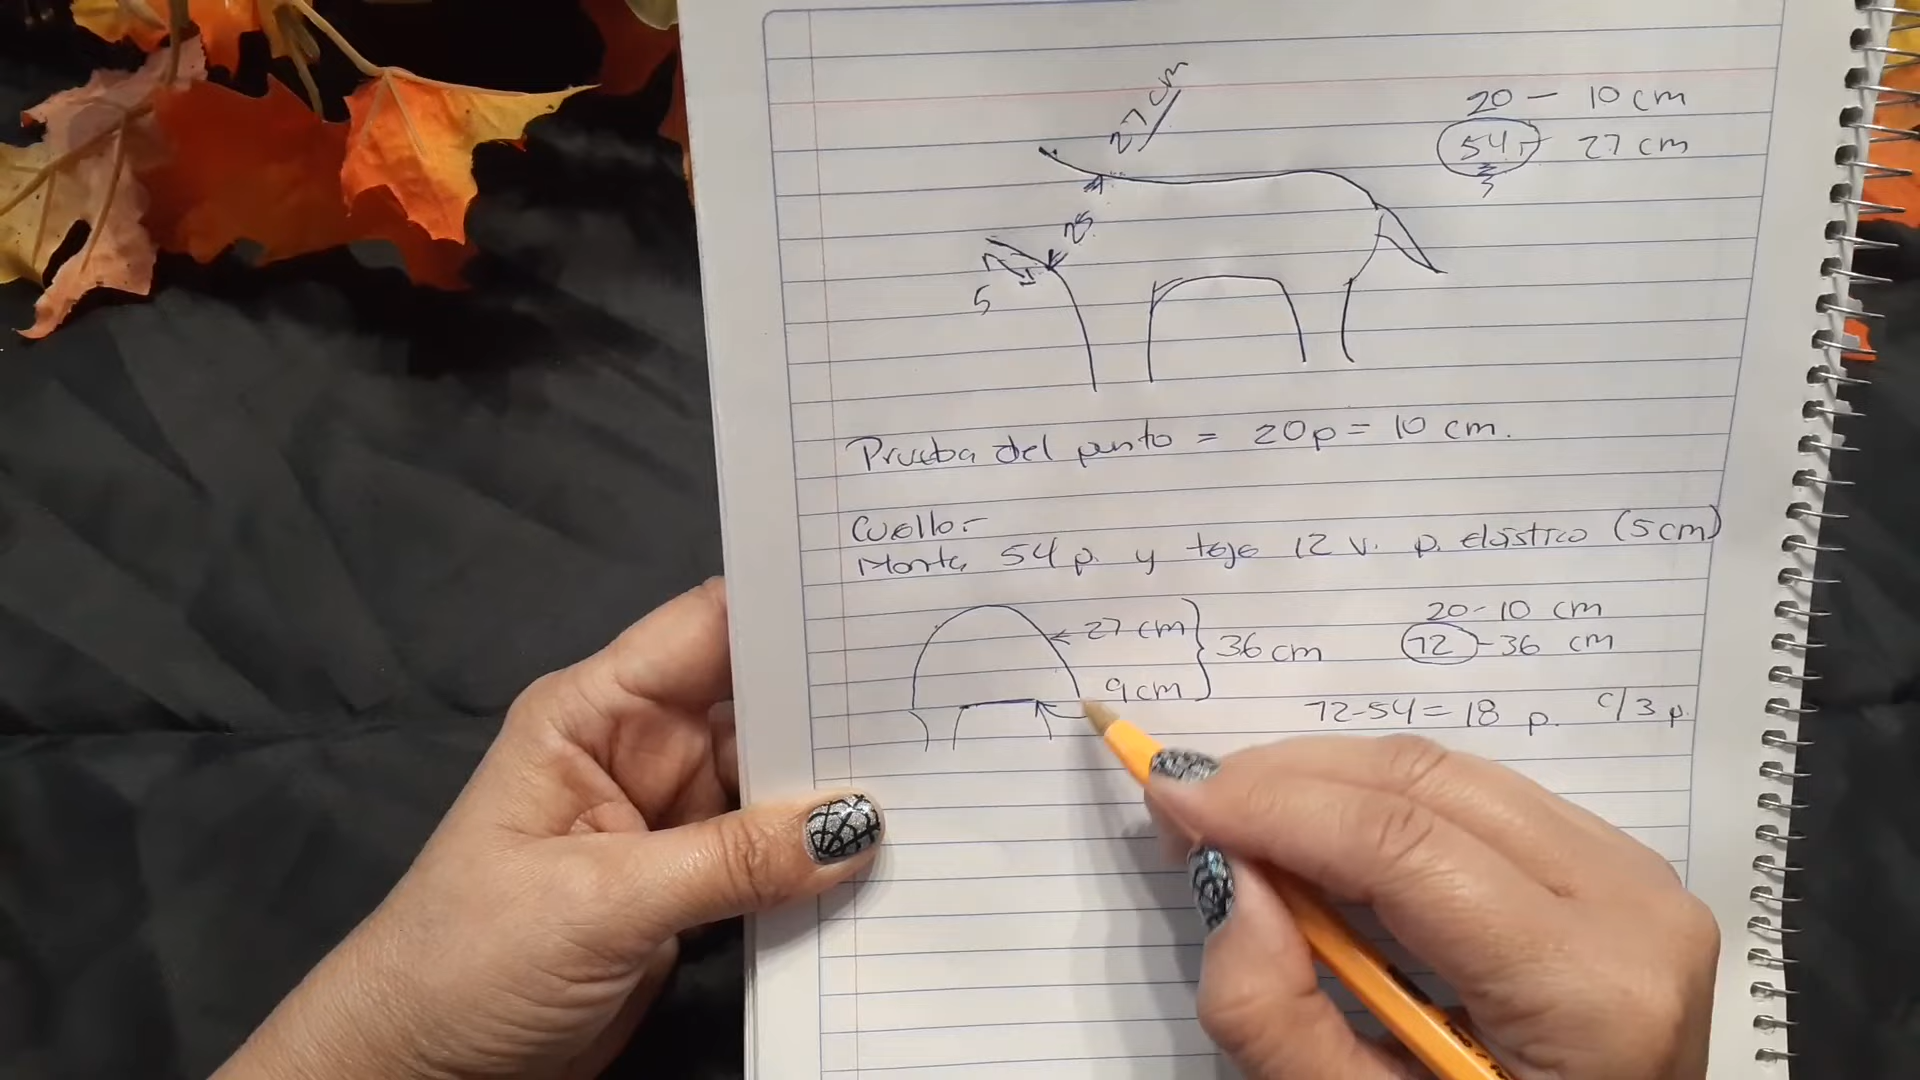 27 cm
20 - 10 cm
54 - 27 cm
5
Prueba del punto = 20p = 10 cm.
Cuello.-
Monta 54 p. y tejo 12 v. p. elástico (5cm)
27 cm
36 cm
9 cm
20-10 cm
72 -36 cm
72-54 = 18 p. c/3 p.